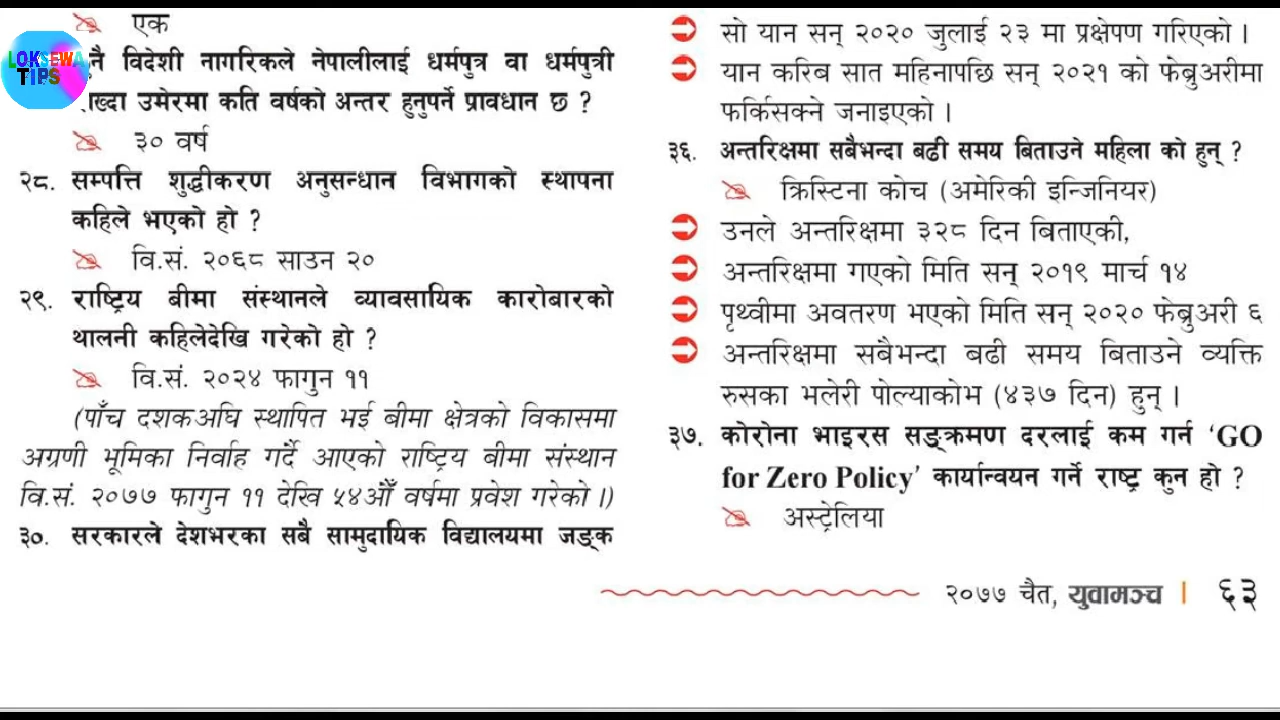 LOKSEWA
TIPS
एक
विदेशी नागरिकले नेपालीलाई धर्मपुत्र वा धर्मपुत्री
उमेरमा कति वर्षको अन्तर हुनुपर्ने प्रावधान छ ?
३० वर्ष
२८. सम्पत्ति शुद्धीकरण अनुसन्धान विभागको स्थापना
कहिले भएको हो ?
वि.सं. २०६८ साउन २०
२९. राष्ट्रिय बीमा संस्थानले व्यावसायिक कारोबारको
थालनी कहिलेदेखि गरेको हो ?
वि.सं. २०२४ फागुन ११
(पाँच दशकअघि स्थापित भई बीमा क्षेत्रको विकासमा
अग्रणी भूमिका निर्वाह गर्दै आएको राष्ट्रिय बीमा संस्थान
वि.सं. २०७७ फागुन ११ देखि ५४औँ वर्षमा प्रवेश गरेको ।)
३०. सरकारले देशभरका सबै सामुदायिक विद्यालयमा जङ्क
सो यान सन् २०२० जुलाई २३ मा प्रक्षेपण गरिएको ।
यान करिब सात महिनापछि सन् २०२१ को फेब्रुअरीमा
फर्किसक्ने जनाइएको ।
३६. अन्तरिक्षमा सबैभन्दा बढी समय बिताउने महिला को हुन् ?
क्रिस्टिना कोच (अमेरिकी इन्जिनियर)
उनले अन्तरिक्षमा ३२८ दिन बिताएकी,
अन्तरिक्षमा गएको मिति सन् २०१९ मार्च १४
पृथ्वीमा अवतरण भएको मिति सन् २०२० फेब्रुअरी ६
अन्तरिक्षमा सबैभन्दा बढी समय बिताउने व्यक्ति
रुसका भलेरी पोल्याकोभ (४३७ दिन) हुन् ।
३७. कोरोना भाइरस सङ्क्रमण दरलाई कम गर्न ‘GO
for Zero Policy’ कार्यान्वयन गर्ने राष्ट्र कुन हो ?
अस्ट्रेलिया
२०७७ चैत, युवामञ्च | ६३